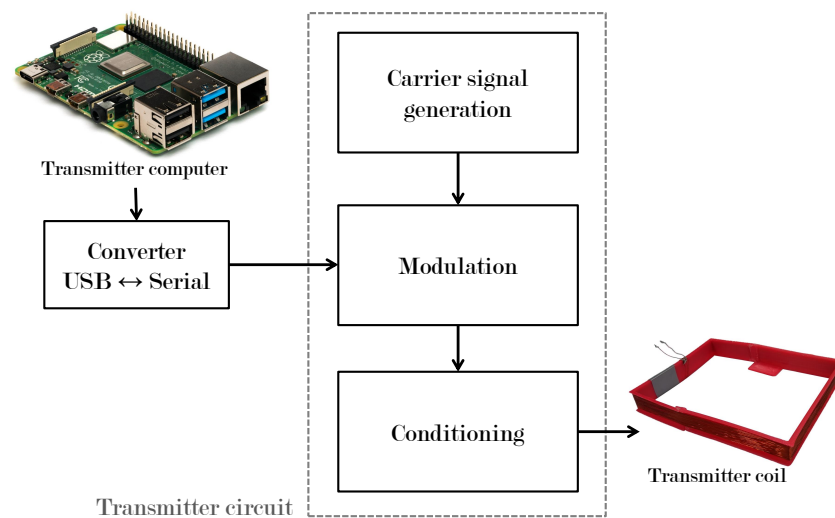 Carrier signal
generation
Transmitter computer
Converter
USB ↔ Serial
Modulation
Conditioning
Transmitter coil
Transmitter circuit